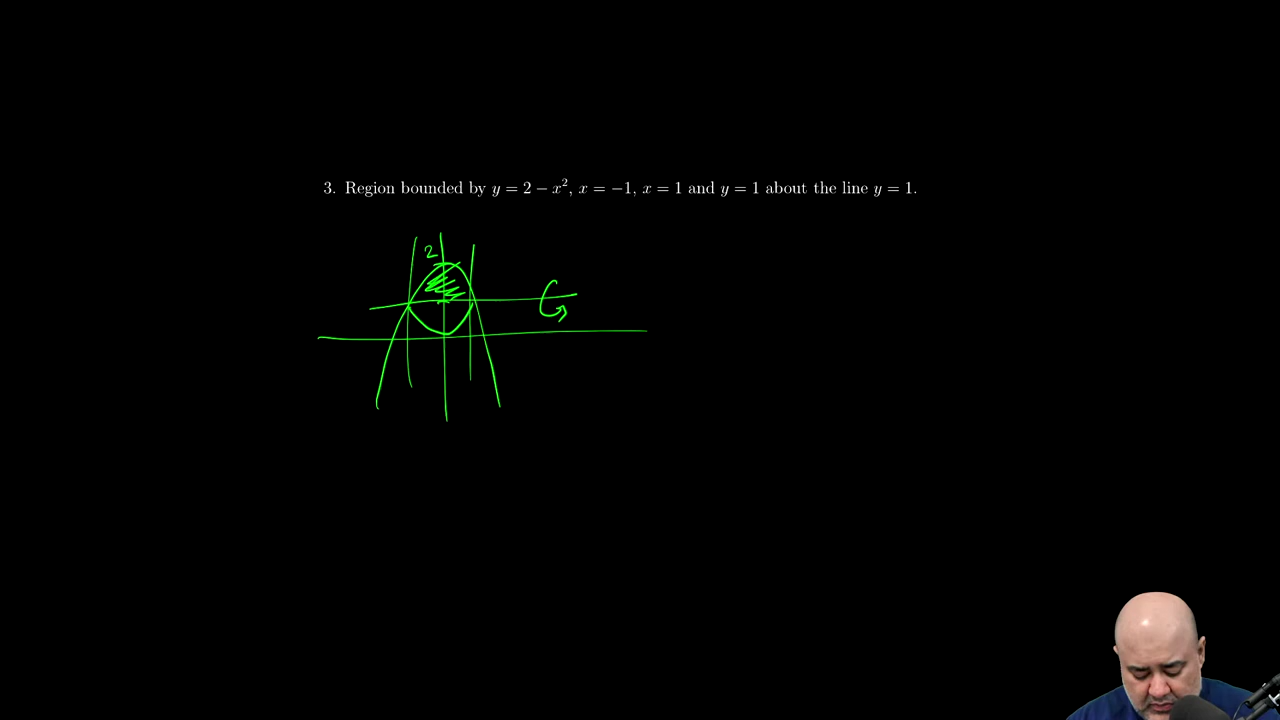 3. Region bounded by y = 2 − x², x = −1, x = 1 and y = 1 about the line y = 1.
2